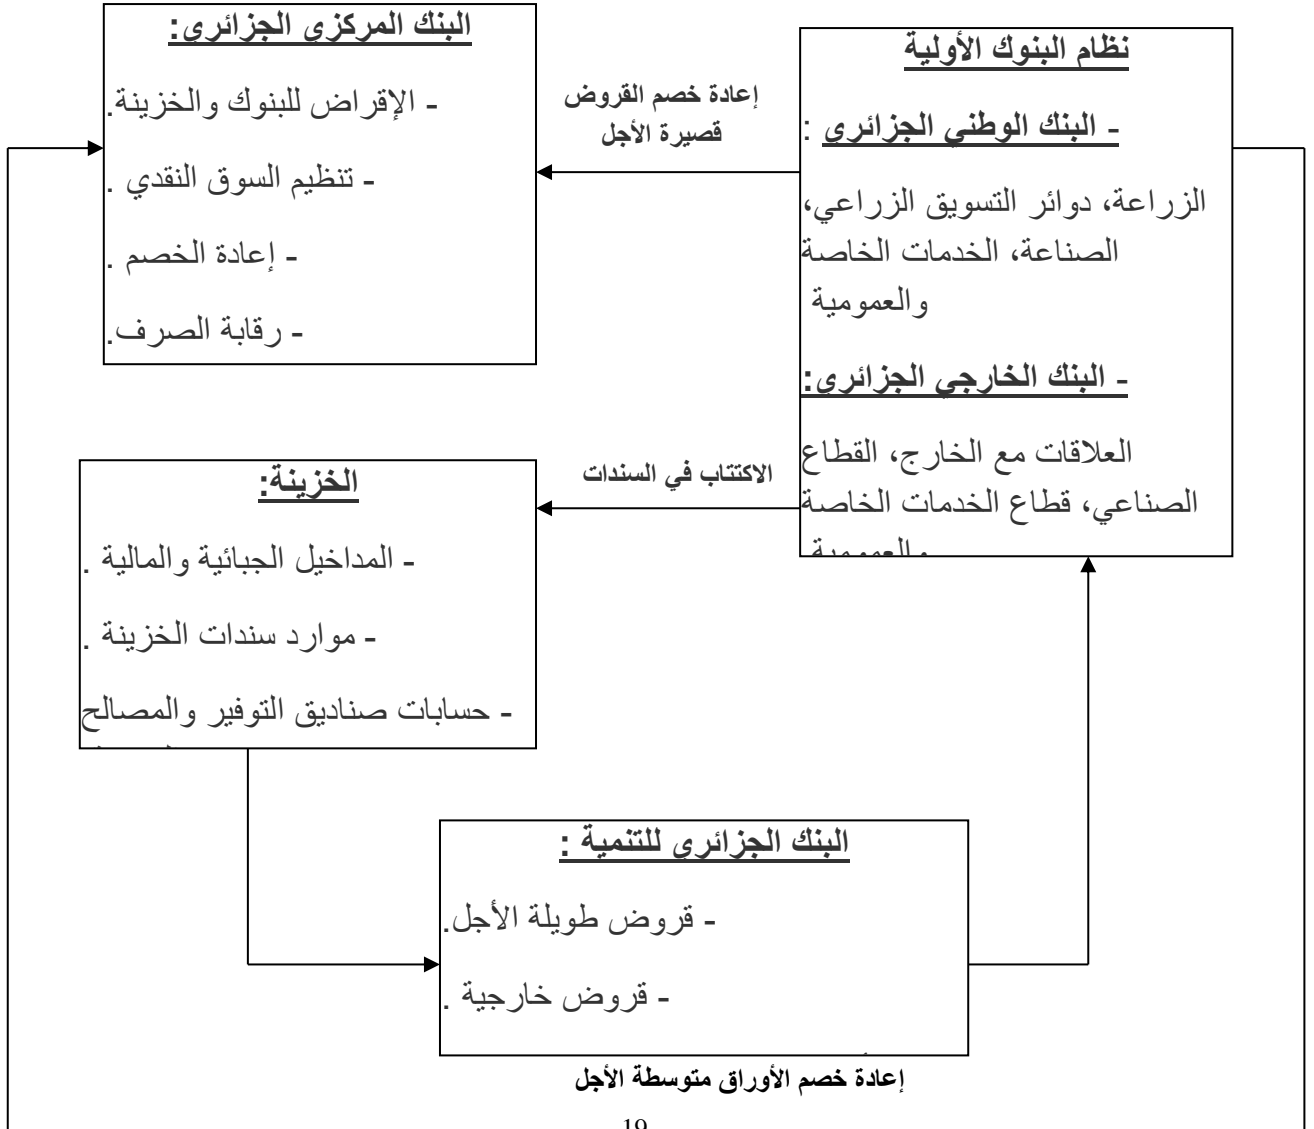 البنك المركزي الجزائري:
- الإقراض للبنوك والخزينة.
- تنظيم السوق النقدي .
- إعادة الخصم .
- رقابة الصرف.
إعادة خصم القروض
قصيرة الأجل
نظام البنوك الأولية
- البنك الوطني الجزائري :
الزراعة، دوائر التسويق الزراعي،
الصناعة، الخدمات الخاصة
والعمومية
- البنك الخارجي الجزائري:
العلاقات مع الخارج، القطاع
الصناعي، قطاع الخدمات الخاصة
والعمومية
الاكتتاب في السندات
الخزينة:
- المداخيل الجبائية والمالية .
- موارد سندات الخزينة .
- حسابات صناديق التوفير والمصالح
البنك الجزائري للتنمية :
- قروض طويلة الأجل.
- قروض خارجية .
إعادة خصم الأوراق متوسطة الأجل
19